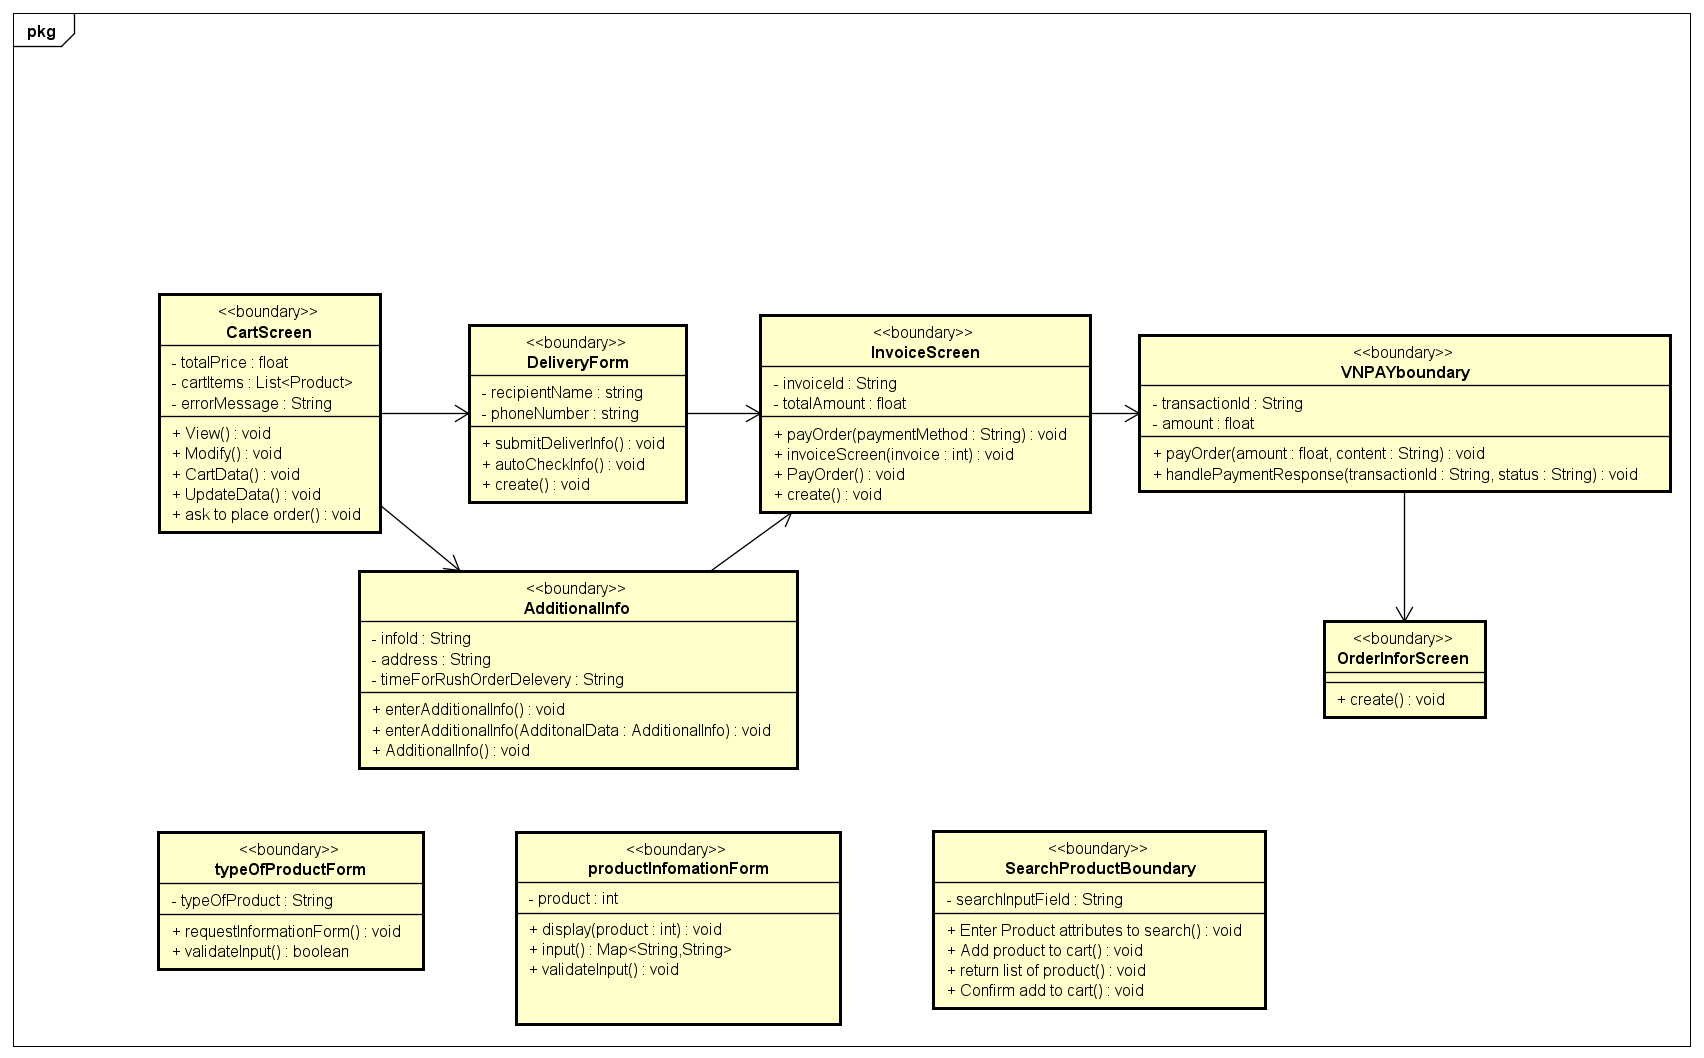 pkg
<<boundary>>
CartScreen
- totalPrice : float
- cartItems : List<Product>
- errorMessage : String
+ View() : void
+ Modify() : void
+ CartData() : void
+ UpdateData() : void
+ ask to place order() : void
<<boundary>>
DeliveryForm
- recipientName : string
- phoneNumber : string
+ submitDeliverInfo() : void
+ autoCheckInfo() : void
+ create() : void
<<boundary>>
InvoiceScreen
- invoiceId : String
- totalAmount : float
+ payOrder(paymentMethod : String) : void
+ invoiceScreen(invoice : int) : void
+ PayOrder() : void
+ create() : void
<<boundary>>
VNPAYboundary
- transactionId : String
- amount : float
+ payOrder(amount : float, content : String) : void
+ handlePaymentResponse(transactionId : String, status : String) : void
<<boundary>>
AdditionalInfo
- infoId : String
- address : String
- timeForRushOrderDelevery : String
+ enterAdditionalInfo() : void
+ enterAdditionalInfo(AdditonalData : AdditionalInfo) : void
+ AdditionalInfo() : void
<<boundary>>
OrderInforScreen
+ create() : void
<<boundary>>
typeOfProductForm
- typeOfProduct : String
+ requestInformationForm() : void
+ validateInput() : boolean
<<boundary>>
productInfomationForm
- product : int
+ display(product : int) : void
+ input() : Map<String,String>
+ validateInput() : void
<<boundary>>
SearchProductBoundary
- searchInputField : String
+ Enter Product attributes to search() : void
+ Add product to cart() : void
+ return list of product() : void
+ Confirm add to cart() : void